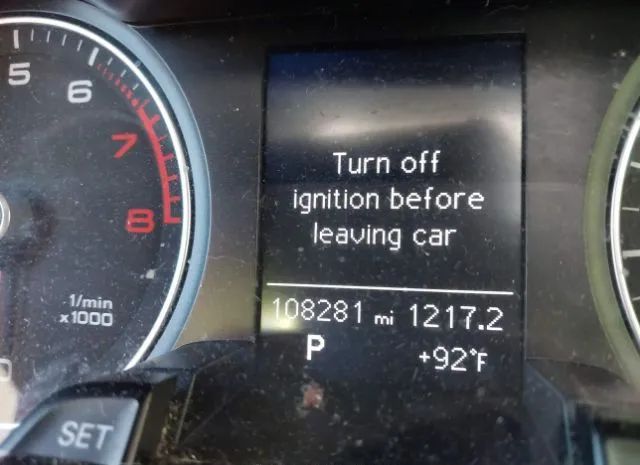 5
6
7
8
1/min
x1000
Turn off
ignition before
leaving car
108281 mi 1217.2
P +92°F
0
SET